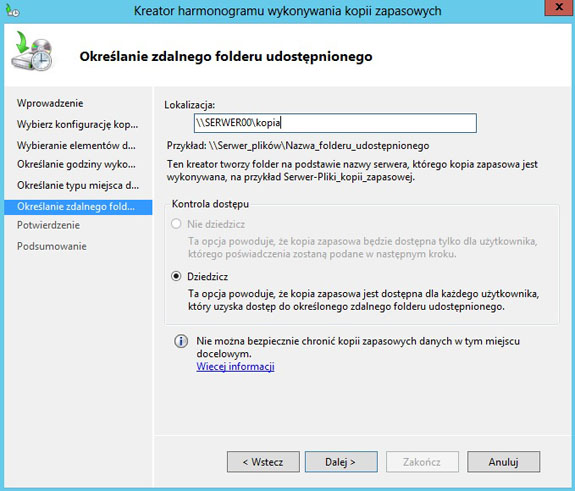 Kreator harmonogramu wykonywania kopii zapasowych
x
Określanie zdalnego folderu udostępnionego
Wprowadzenie
Wybierz konfigurację kop...
Wybieranie elementów d...
Określanie godziny wyko...
Określanie typu miejsca d...
Określanie zdalnego fold...
Potwierdzenie
Podsumowanie
Lokalizacja:
\\SERWER00\kopia
Przykład: \\Serwer_plików\Nazwa_folderu_udostępnionego
Ten kreator tworzy folder na podstawie nazwy serwera, którego kopia zapasowa jest
wykonywana, na przykład Serwer-Pliki_kopii_zapasowej.
Kontrola dostępu
Nie dziedzicz
Ta opcja powoduje, że kopia zapasowa będzie dostępna tylko dla użytkownika,
którego poświadczenia zostaną podane w następnym kroku.
Dziedzicz
Ta opcja powoduje, że kopia zapasowa jest dostępna dla każdego użytkownika,
który uzyska dostęp do określonego zdalnego folderu udostępnionego.
Nie można bezpiecznie chronić kopii zapasowych danych w tym miejscu
docelowym.
Więcej informacji
< Wstecz
Dalej >
Zakończ
Anuluj